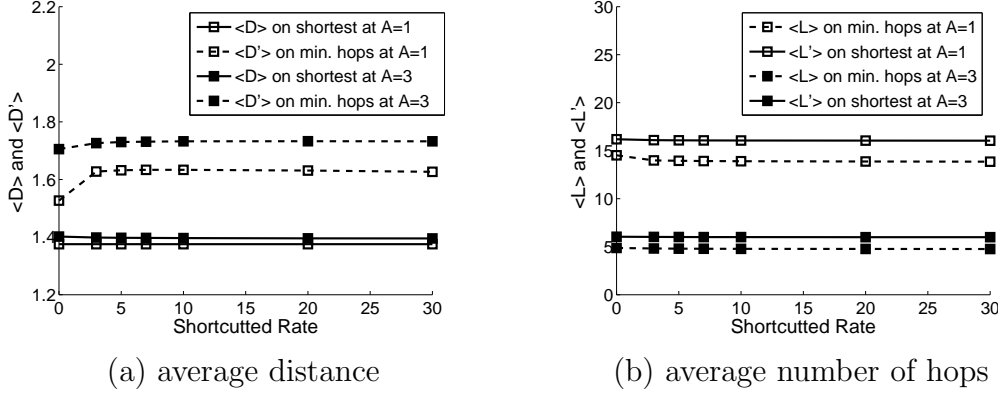 2.2
2
1.8
1.6
1.4
1.2
<D> and <D'>
<D> on shortest at A=1
<D'> on min. hops at A=1
<D> on shortest at A=3
<D'> on min. hops at A=3
0 5 10 15 20 25 30
Shortcutted Rate
(a) average distance
30
25
20
15
10
5
0
<L> and <L'>
<L> on min. hops at A=1
<L'> on shortest at A=1
<L> on min. hops at A=3
<L'> on shortest at A=3
0 5 10 15 20 25 30
Shortcutted Rate
(b) average number of hops